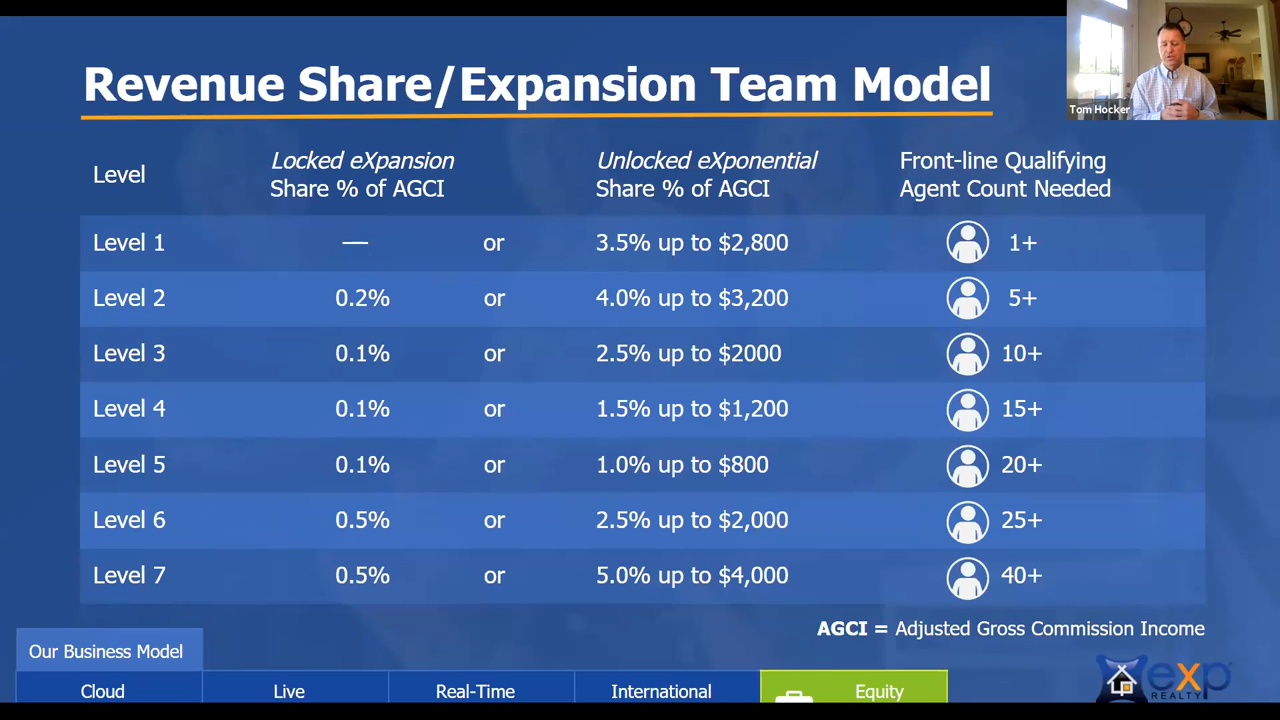 Revenue Share/Expansion Team Model
Tom Hocker
Level
Locked eXpansion
Share % of AGCI
Unlocked eXponential
Share % of AGCI
Front-line Qualifying
Agent Count Needed
Level 1 — or 3.5% up to $2,800 1+
Level 2 0.2% or 4.0% up to $3,200 5+
Level 3 0.1% or 2.5% up to $2000 10+
Level 4 0.1% or 1.5% up to $1,200 15+
Level 5 0.1% or 1.0% up to $800 20+
Level 6 0.5% or 2.5% up to $2,000 25+
Level 7 0.5% or 5.0% up to $4,000 40+
AGCI = Adjusted Gross Commission Income
Our Business Model
Cloud Live Real-Time International Equity
eXp
REALTY